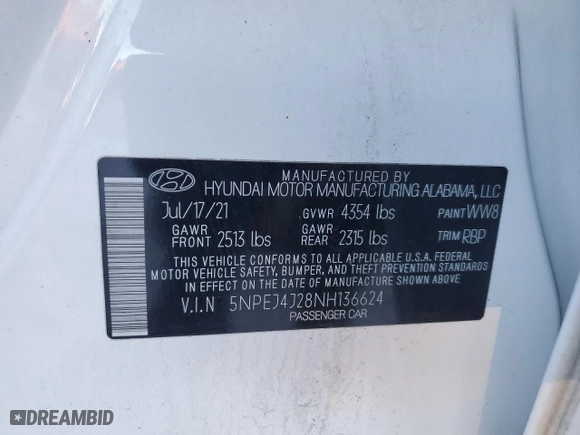 MANUFACTURED BY
HYUNDAI MOTOR MANUFACTURING ALABAMA, LLC
Jul/17/21 GVWR 4354 lbs PAINT WW8
GAWR FRONT 2513 lbs GAWR REAR 2315 lbs TRIM RBP
THIS VEHICLE CONFORMS TO ALL APPLICABLE U.S.A. FEDERAL
MOTOR VEHICLE SAFETY, BUMPER, AND THEFT PREVENTION
STANDARDS IN EFFECT ON THE DATE OF MANUFACTURE SHOWN ABOVE.
V.I.N 5NPEJ4J28NH136624
PASSENGER CAR
DREAMBID